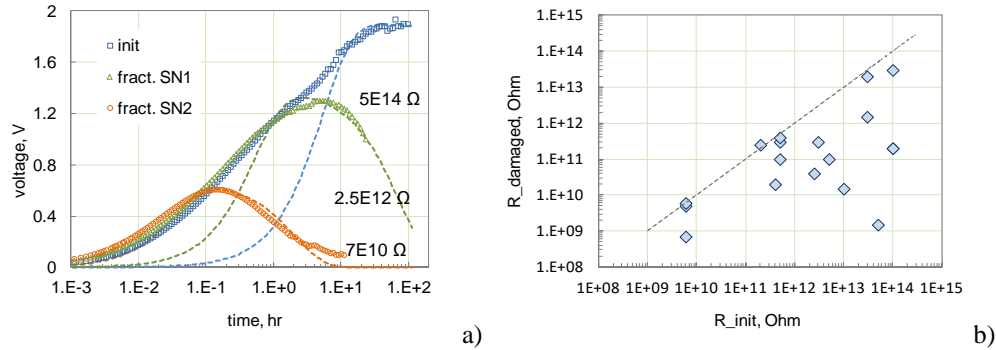 2
1.6
1.2
0.8
0.4
0
voltage, V
init
fract. SN1
fract. SN2
5E14 Ω
2.5E12 Ω
7E10 Ω
1.E-3 1.E-2 1.E-1 1.E+0 1.E+1 1.E+2
time, hr
a)
1.E+15
1.E+14
1.E+13
1.E+12
1.E+11
1.E+10
1.E+09
1.E+08
R_damaged, Ohm
1E+08 1E+09 1E+10 1E+11 1E+12 1E+13 1E+14 1E+15
R_init, Ohm
b)